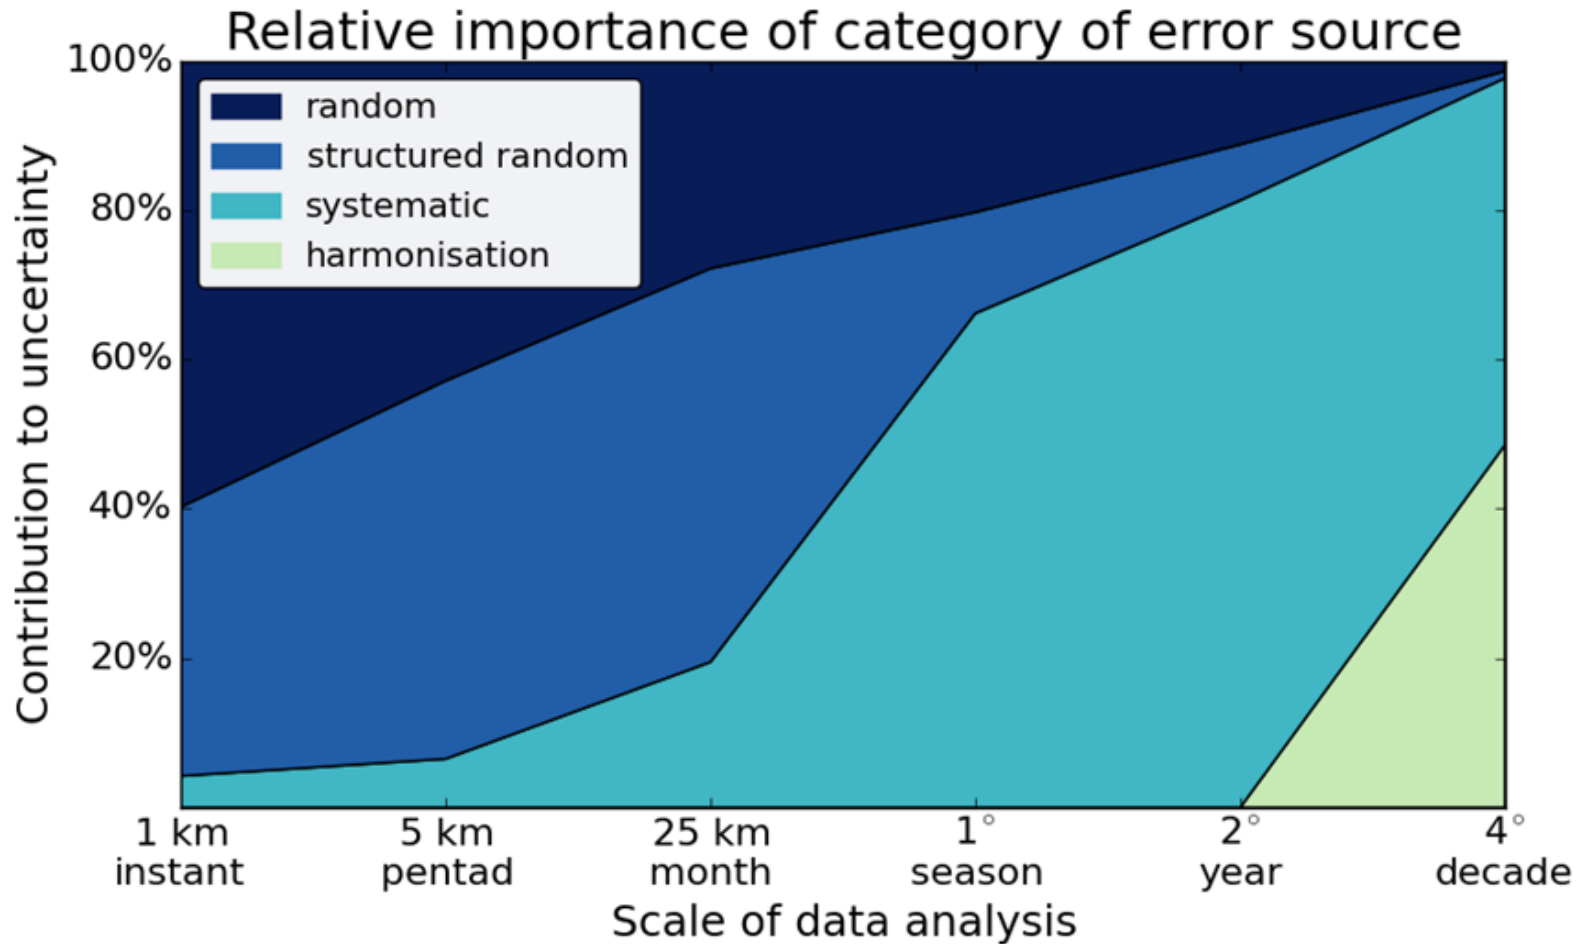 Relative importance of category of error source
100%
80%
60%
40%
20%
Contribution to uncertainty
random
structured random
systematic
harmonisation
1 km 5 km 25 km 1° 2° 4°
instant pentad month season year decade
Scale of data analysis